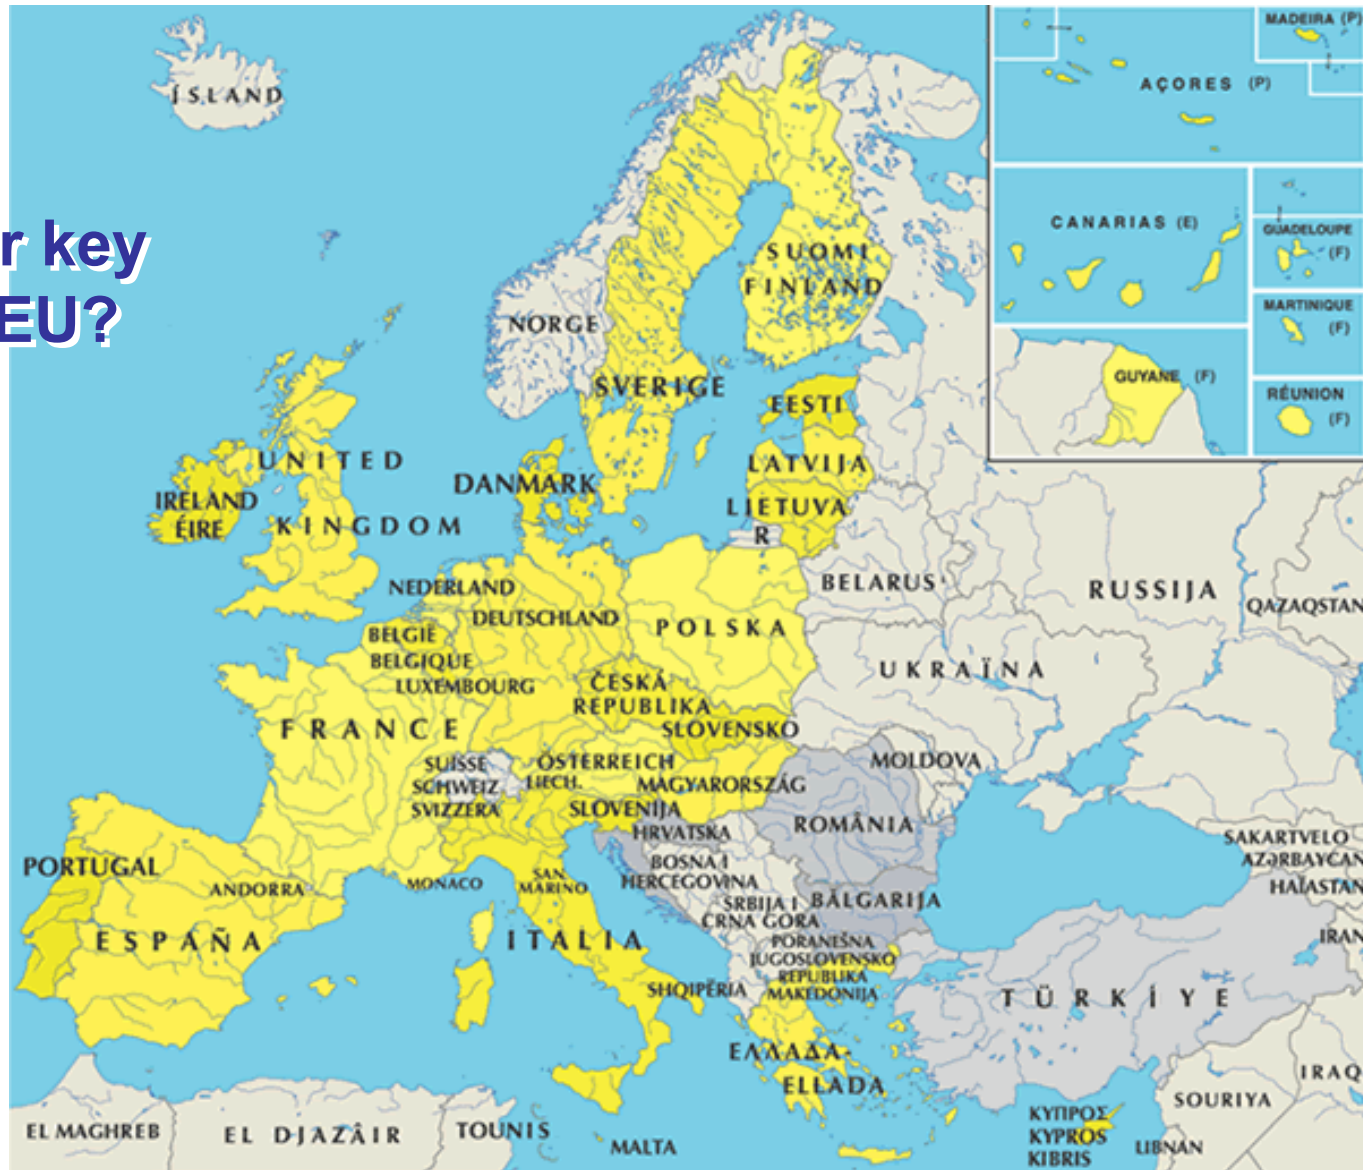 r key
EU?
ÍSLAND
NORGE
SVERIGE
SUOMI
FINLAND
EESTI
LATVIJA
LIETUVA
R
DANMARK
UNITED
KINGDOM
IRELAND
ÉIRE
NEDERLAND
DEUTSCHLAND
BELGIË
BELGIQUE
LUXEMBOURG
POLSKA
ČESKÁ
REPUBLIKA
SLOVENSKO
FRANCE
SUISSE
SCHWEIZ
SVIZZERA
ÖSTERREICH
LIECH.
MAGYARORSZÁG
SLOVENIJA
HRVATSKA
BOSNA I
HERCEGOVINA
SRBIJA I
CRNA GORA
ROMÂNIA
BĂLGARIJA
MOLDOVA
BELARUS'
UKRAÏNA
RUSSIJA
QAZAQSTAN
SAKARTVELO
AZƏRBAYCAN
HAÏASTAN
IRAN
IRAQ
SOURIYA
LIBNAN
TÜRKÍYE
PORTUGAL
ESPAÑA
ANDORRA
MONACO
SAN
MARINO
ITALIA
PORANEŠNA
JUGOSLOVENSKO
REPUBLIKA
MAKEDONIJA
SHQIPËRIA
ΕΛΛΑΔΑ-
ELLADA
ΚΥΠΡΟΣ
KYPROS
KIBRIS
MALTA
TOUNIS
EL DJAZÂIR
EL MAGHREB
MADEIRA (P)
AÇORES (P)
CANARIAS (E)
GUADELOUPE
(F)
MARTINIQUE
(F)
GUYANE (F)
RÉUNION
(F)